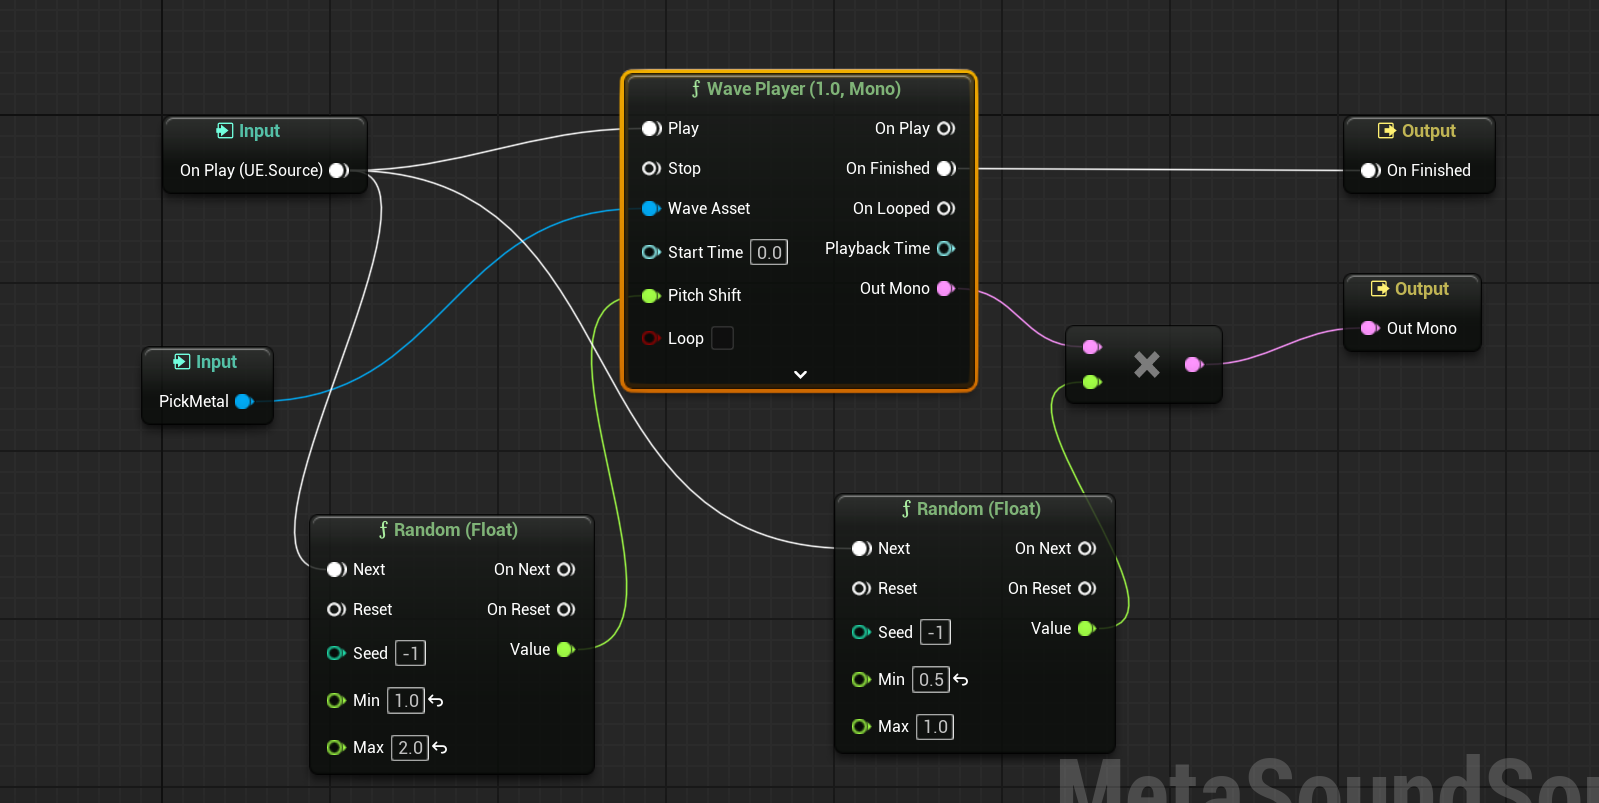 Input
On Play (UE.Source)
Input
PickMetal
Wave Player (1.0, Mono)
Play
On Play
Stop
On Finished
Wave Asset
On Looped
Start Time 0.0
Playback Time
Pitch Shift
Out Mono
Loop
Output
On Finished
Output
Out Mono
Random (Float)
Next
On Next
Reset
On Reset
Seed -1
Value
Min 1.0
Max 2.0
Random (Float)
Next
On Next
Reset
On Reset
Seed -1
Value
Min 0.5
Max 1.0
MetaSoundSou